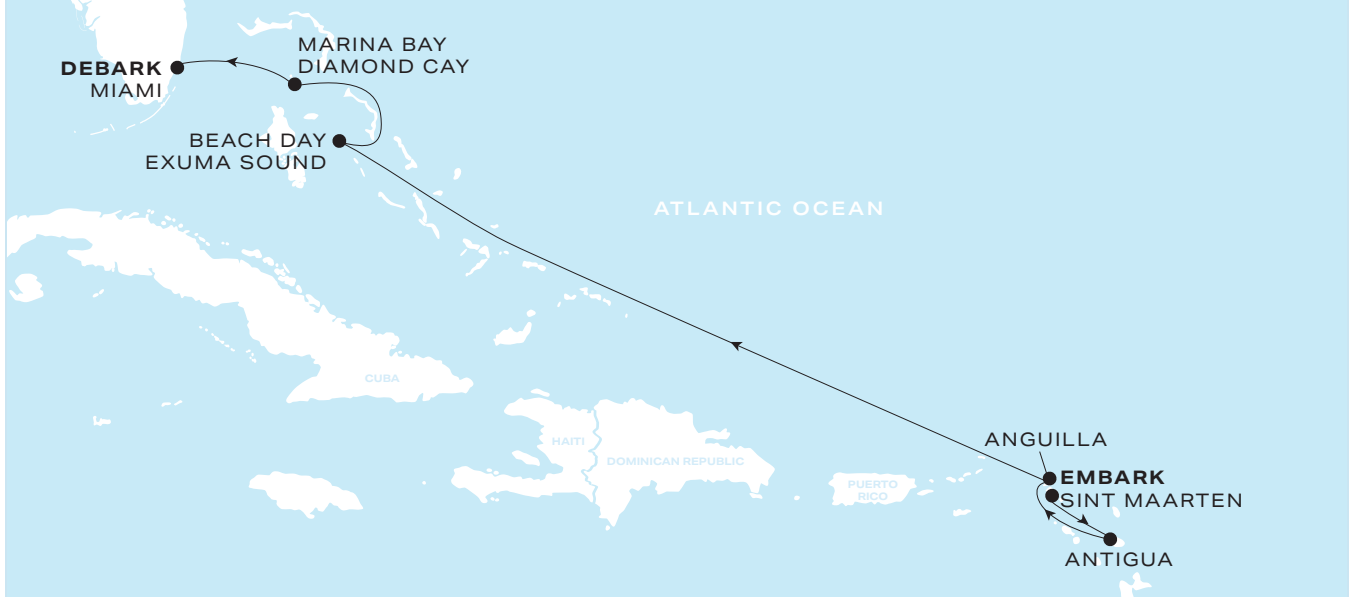 MARINA BAY
DIAMOND CAY
DEBARK
MIAMI
BEACH DAY
EXUMA SOUND
ATLANTIC OCEAN
CUBA
HAITI
DOMINICAN REPUBLIC
PUERTO
RICO
ANGUILLA
EMBARK
SINT MAARTEN
ANTIGUA